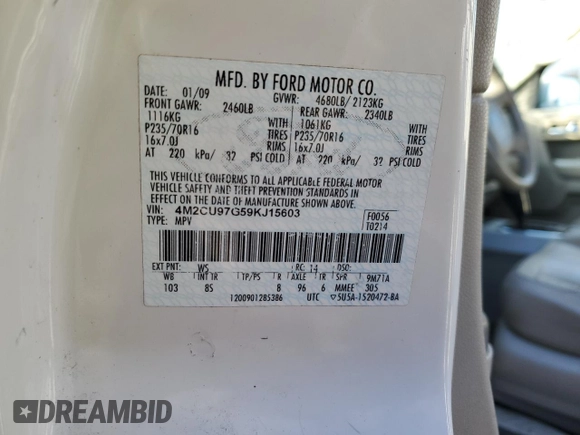 MFD. BY FORD MOTOR CO.
DATE: 01/09 GVWR: 4680LB/ 2123KG
FRONT GAWR: 2460LB REAR GAWR: 2340LB
1116KG 1061KG
P235/70R16 TIRES P235/70R16 TIRES
16x7.0J RIMS 16x7.0J RIMS
AT 220 kPa/ 32 PSI COLD AT 220 kPa/ 32 PSI COLD
THIS VEHICLE CONFORMS TO ALL APPLICABLE FEDERAL MOTOR
VEHICLE SAFETY AND THEFT PREVENTION STANDARDS IN
EFFECT ON THE DATE OF MANUFACTURE SHOWN ABOVE.
VIN: 4M2CU97G59KJ15603 F0056
TYPE: MPV T0214
EXT PNT: WS RC: 14 DSO:
WB INT TR TP/PS R AXLE TR SPR 9M71A
103 8S 8 96 6 MMEE 305
1200901285386 UTC ▽5U5A-1520472-BA
DREAMBID